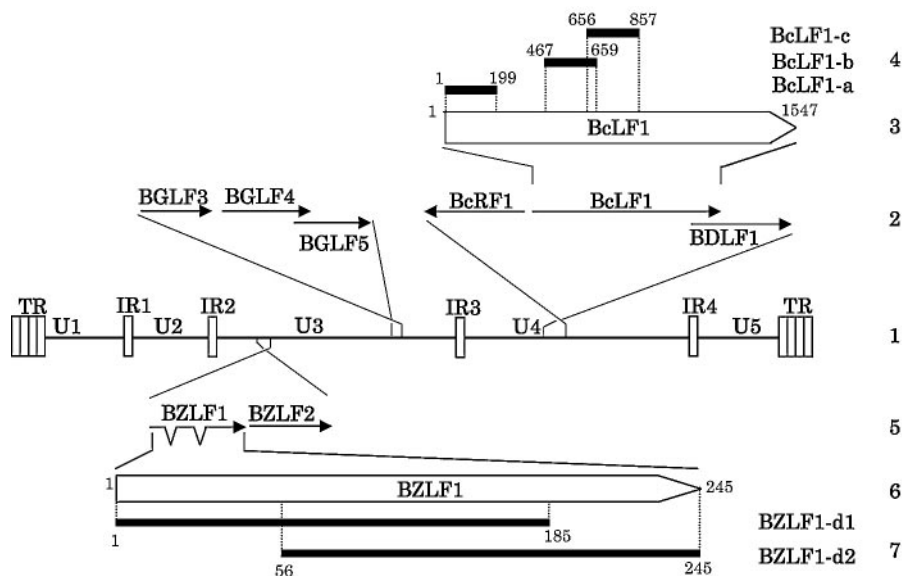 656 857
BcLF1-c
467 659
BcLF1-b
4
1 199
BcLF1-a
1 1547
BcLF1
3
BGLF3 BGLF4 BcRF1 BcLF1
2
BGLF5 BDLF1
TR IR1 IR2 IR3 IR4 TR
U1 U2 U3 U4 U5
1
BZLF1 BZLF2
5
1 BZLF1 245
6
1 185
BZLF1-d1
7
56 245
BZLF1-d2